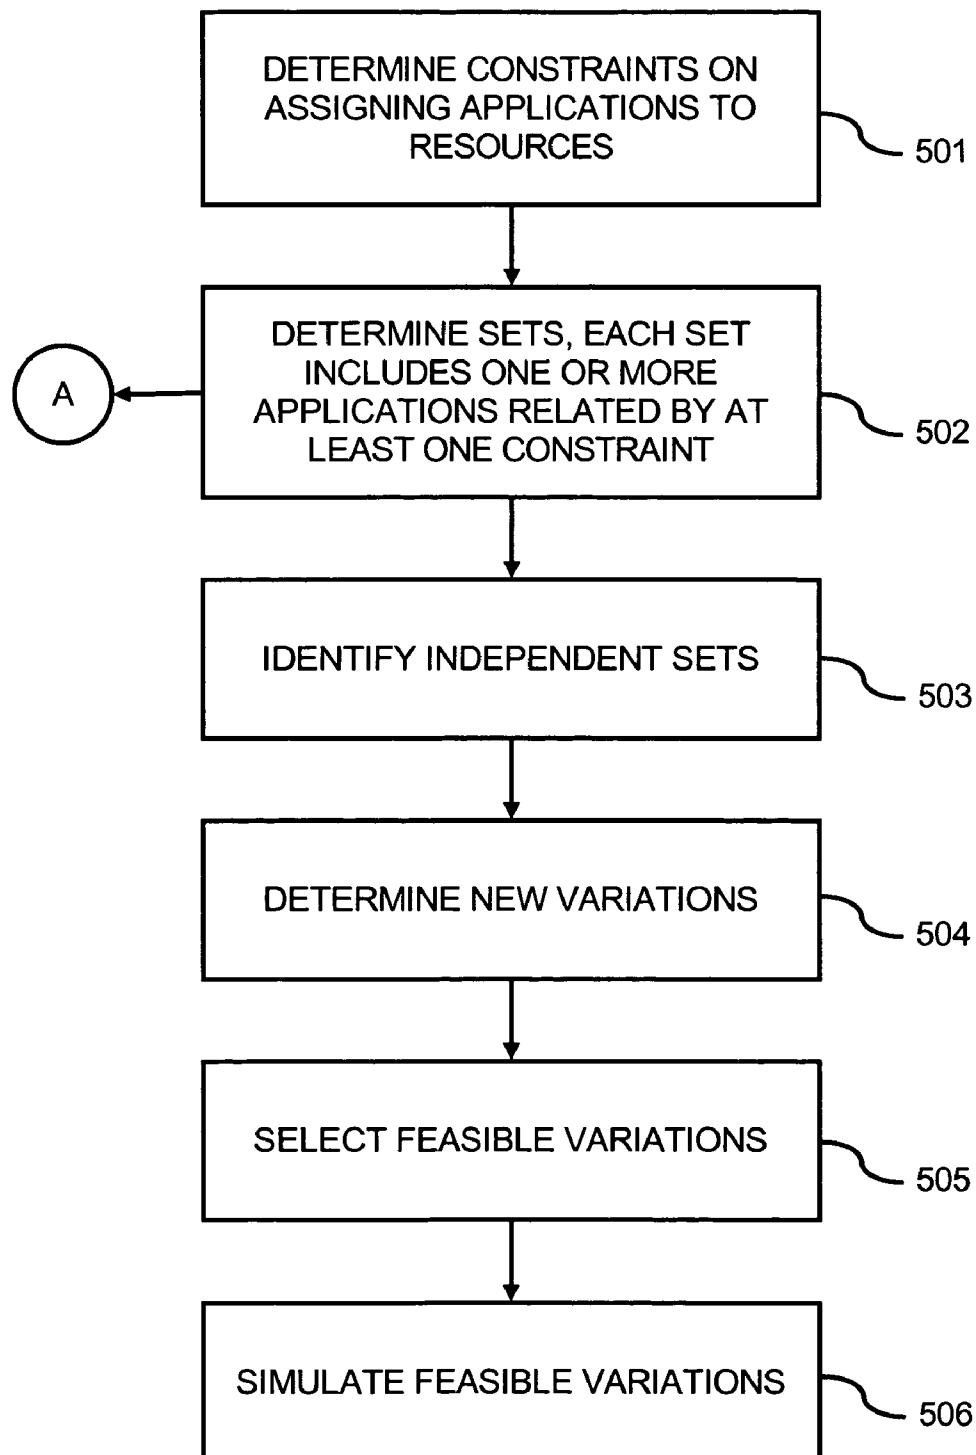 DETERMINE CONSTRAINTS ON
ASSIGNING APPLICATIONS TO
RESOURCES
501
DETERMINE SETS, EACH SET
INCLUDES ONE OR MORE
APPLICATIONS RELATED BY AT
LEAST ONE CONSTRAINT
A
502
IDENTIFY INDEPENDENT SETS
503
DETERMINE NEW VARIATIONS
504
SELECT FEASIBLE VARIATIONS
505
SIMULATE FEASIBLE VARIATIONS
506